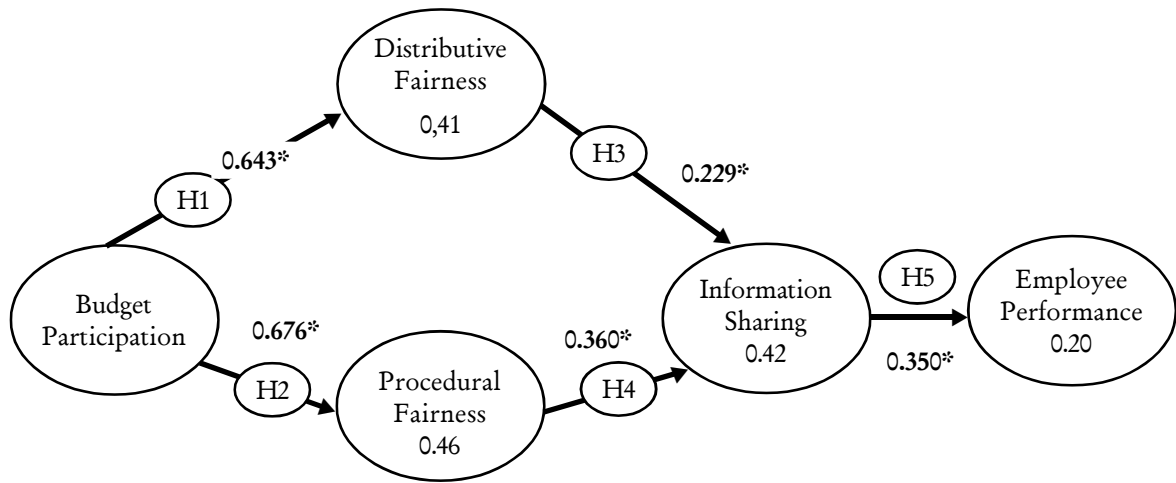 Distributive
Fairness
0,41
H3
0.643*
0.229*
H1
Budget
Participation
0.676*
H2
Procedural
Fairness
0.46
0.360*
H4
Information
Sharing
0.42
H5
0.350*
Employee
Performance
0.20